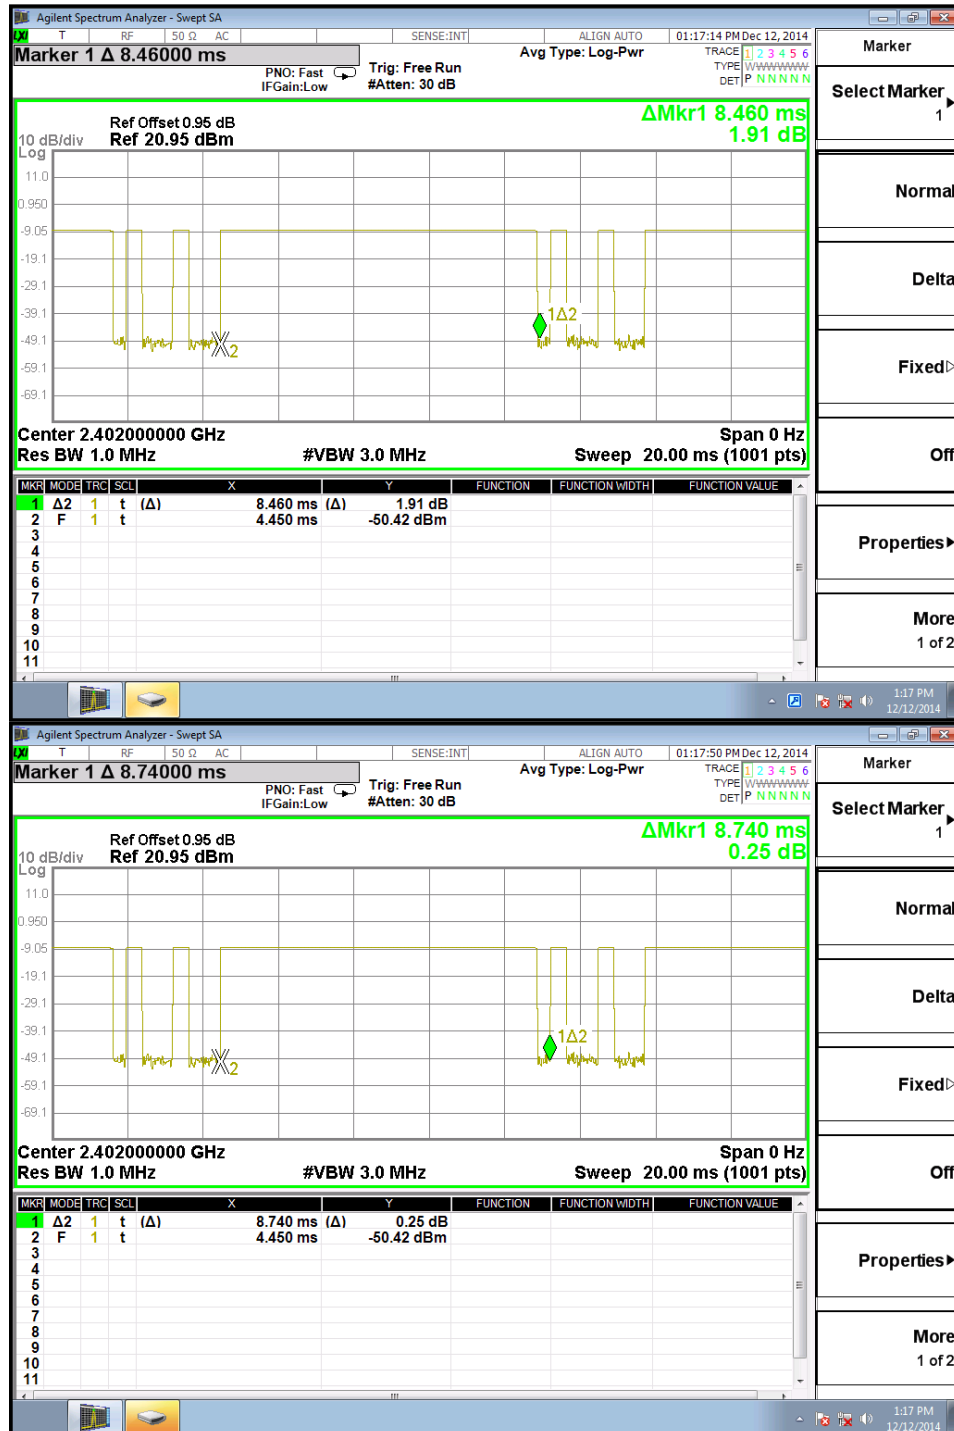 Agilent Spectrum Analyzer - Swept SA
LXI T RF 50 Ω AC SENSE:INT ALIGN AUTO 01:17:14 PM Dec 12, 2014
Marker 1 Δ 8.46000 ms
PNO: Fast
IFGain:Low
Trig: Free Run
#Atten: 30 dB
Avg Type: Log-Pwr
TRACE 1 2 3 4 5 6
TYPE WWWWWW
DET P N N N N N
Marker
Select Marker
1
Normal
Delta
Fixed
Off
Properties
More
1 of 2
ΔMkr1 8.460 ms
1.91 dB
Ref Offset 0.95 dB
10 dB/div Ref 20.95 dBm
Log
11.0
0.950
-9.05
-19.1
-29.1
-39.1
-49.1
-59.1
-69.1
1Δ2
2
Center 2.402000000 GHz Span 0 Hz
Res BW 1.0 MHz #VBW 3.0 MHz Sweep 20.00 ms (1001 pts)
MKR MODE TRC SCL X Y FUNCTION FUNCTION WIDTH FUNCTION VALUE
1 Δ2 1 t (Δ) 8.460 ms (Δ) 1.91 dB
2 F 1 t 4.450 ms -50.42 dBm
3
4
5
6
7
8
9
10
11
1:17 PM
12/12/2014
Agilent Spectrum Analyzer - Swept SA
LXI T RF 50 Ω AC SENSE:INT ALIGN AUTO 01:17:50 PM Dec 12, 2014
Marker 1 Δ 8.74000 ms
PNO: Fast
IFGain:Low
Trig: Free Run
#Atten: 30 dB
Avg Type: Log-Pwr
TRACE 1 2 3 4 5 6
TYPE WWWWWW
DET P N N N N N
Marker
Select Marker
1
Normal
Delta
Fixed
Off
Properties
More
1 of 2
ΔMkr1 8.740 ms
0.25 dB
Ref Offset 0.95 dB
10 dB/div Ref 20.95 dBm
Log
11.0
0.950
-9.05
-19.1
-29.1
-39.1
-49.1
-59.1
-69.1
1Δ2
2
Center 2.402000000 GHz Span 0 Hz
Res BW 1.0 MHz #VBW 3.0 MHz Sweep 20.00 ms (1001 pts)
MKR MODE TRC SCL X Y FUNCTION FUNCTION WIDTH FUNCTION VALUE
1 Δ2 1 t (Δ) 8.740 ms (Δ) 0.25 dB
2 F 1 t 4.450 ms -50.42 dBm
3
4
5
6
7
8
9
10
11
1:17 PM
12/12/2014